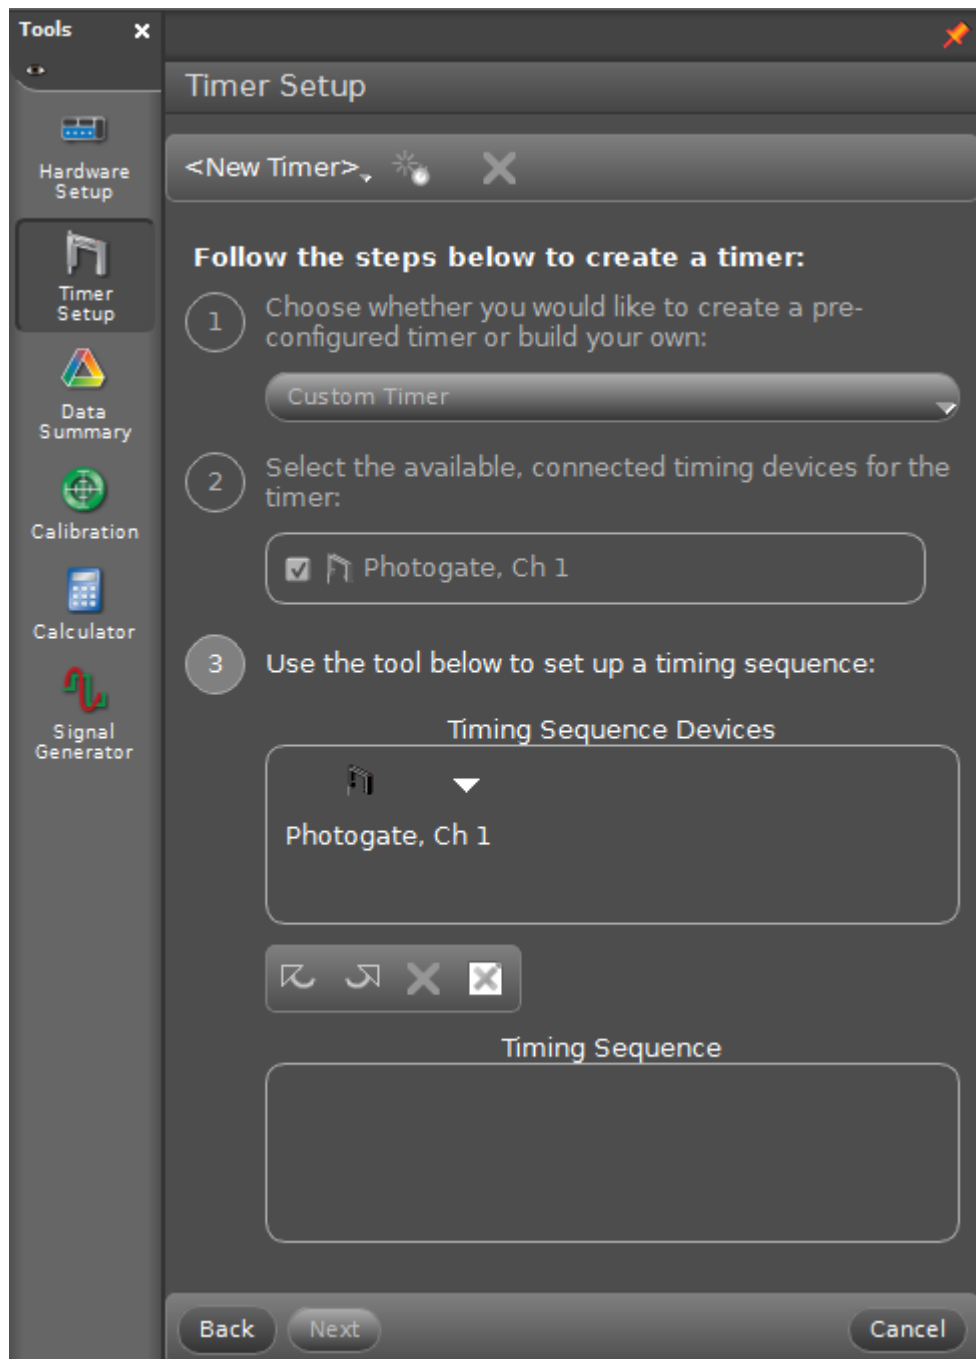 Tools
Timer Setup
Hardware
Setup
<New Timer>
Follow the steps below to create a timer:
Timer
Setup
1
Choose whether you would like to create a pre-
configured timer or build your own:
Custom Timer
Data
Summary
2
Select the available, connected timing devices for the
timer:
Calibration
Photogate, Ch 1
Calculator
3
Use the tool below to set up a timing sequence:
Signal
Generator
Timing Sequence Devices
Photogate, Ch 1
Timing Sequence
Back
Next
Cancel